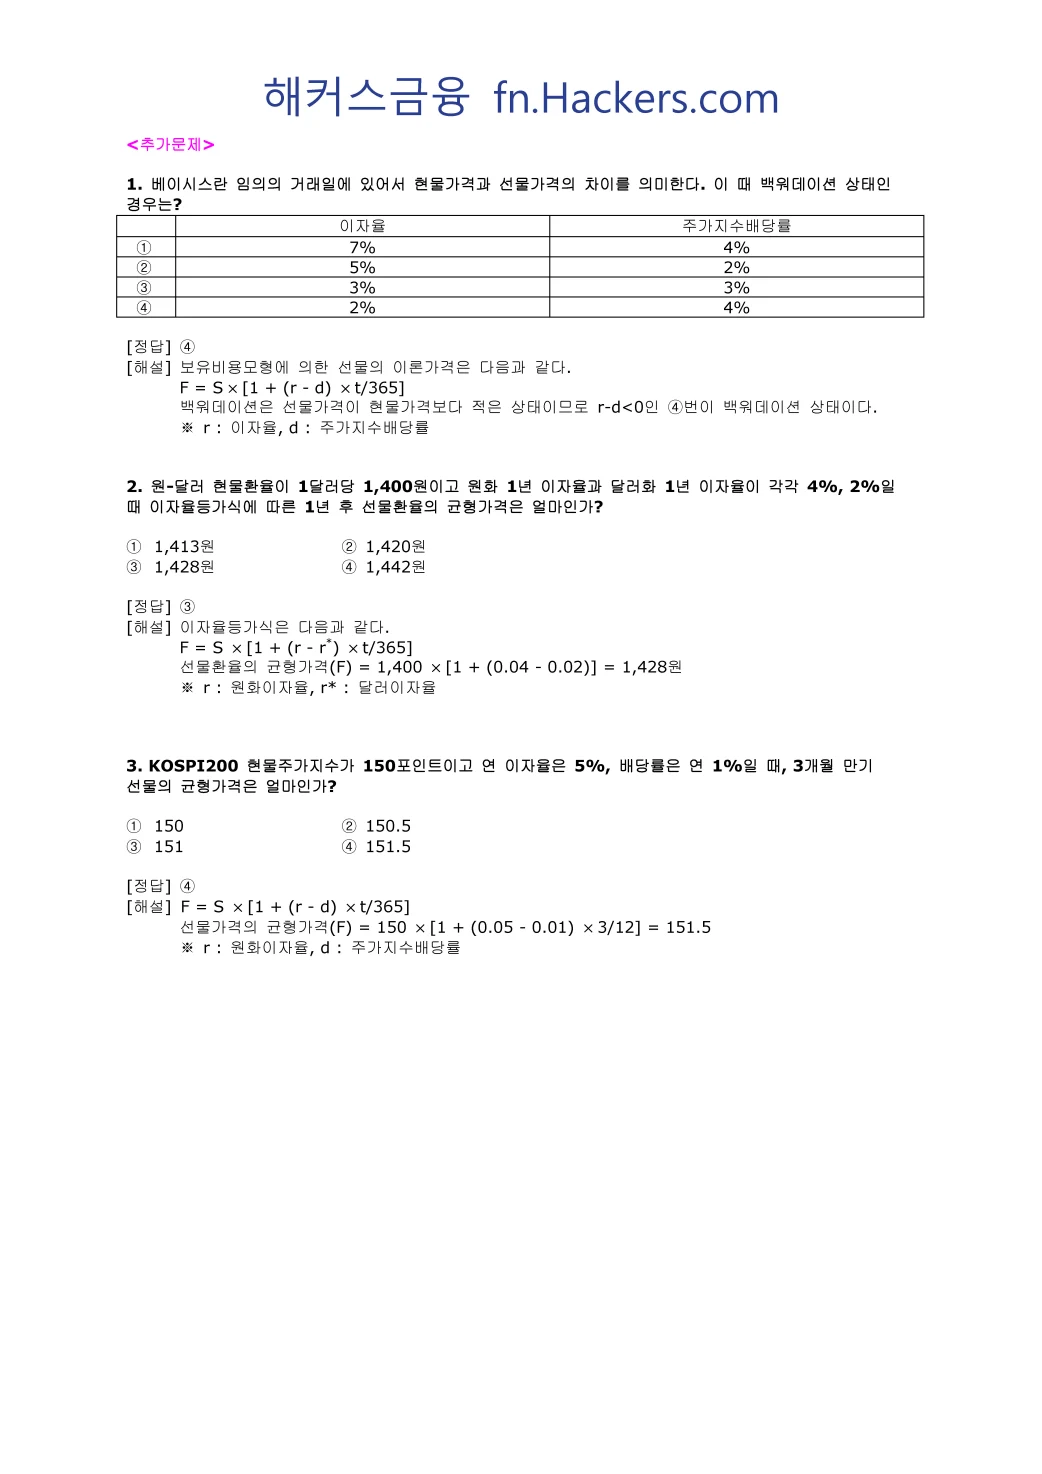 해커스금융 fn.Hackers.com
<추가문제>
1. 베이시스란 임의의 거래일에 있어서 현물가격과 선물가격의 차이를 의미한다. 이 때 백워데이션 상태인
경우는?
이자율 주가지수배당률
① 7% 4%
② 5% 2%
③ 3% 3%
④ 2% 4%
[정답] ④
[해설] 보유비용모형에 의한 선물의 이론가격은 다음과 같다.
F = S × [1 + (r - d) × t/365]
백워데이션은 선물가격이 현물가격보다 적은 상태이므로 r-d<0인 ④번이 백워데이션 상태이다.
※ r : 이자율, d : 주가지수배당률
2. 원-달러 현물환율이 1달러당 1,400원이고 원화 1년 이자율과 달러화 1년 이자율이 각각 4%, 2%일
때 이자율등가식에 따른 1년 후 선물환율의 균형가격은 얼마인가?
① 1,413원 ② 1,420원
③ 1,428원 ④ 1,442원
[정답] ③
[해설] 이자율등가식은 다음과 같다.
F = S × [1 + (r - r*) × t/365]
선물환율의 균형가격(F) = 1,400 × [1 + (0.04 - 0.02)] = 1,428원
※ r : 원화이자율, r* : 달러이자율
3. KOSPI200 현물주가지수가 150포인트이고 연 이자율은 5%, 배당률은 연 1%일 때, 3개월 만기
선물의 균형가격은 얼마인가?
① 150 ② 150.5
③ 151 ④ 151.5
[정답] ④
[해설] F = S × [1 + (r - d) × t/365]
선물가격의 균형가격(F) = 150 × [1 + (0.05 - 0.01) × 3/12] = 151.5
※ r : 원화이자율, d : 주가지수배당률